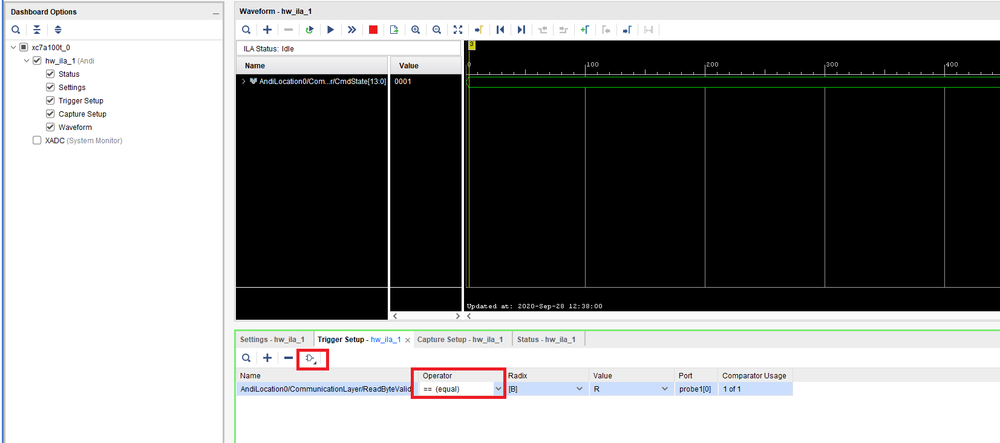 Dashboard Options
xc7a100t_0
hw_ila_1 (Andi
Status
Settings
Trigger Setup
Capture Setup
Waveform
XADC (System Monitor)
Waveform - hw_ila_1
ILA Status: Idle
Name Value
AndiLocation0/Com...r/CmdState[13:0] 0001
3
0 100 200 300 400
Updated at: 2020-Sep-28 12:38:00
Settings - hw_ila_1 Trigger Setup - hw_ila_1 Capture Setup - hw_ila_1 Status - hw_ila_1
Name Operator Radix Value Port Comparator Usage
AndiLocation0/CommunicationLayer/ReadByteValid == (equal) [B] R probe1[0] 1 of 1